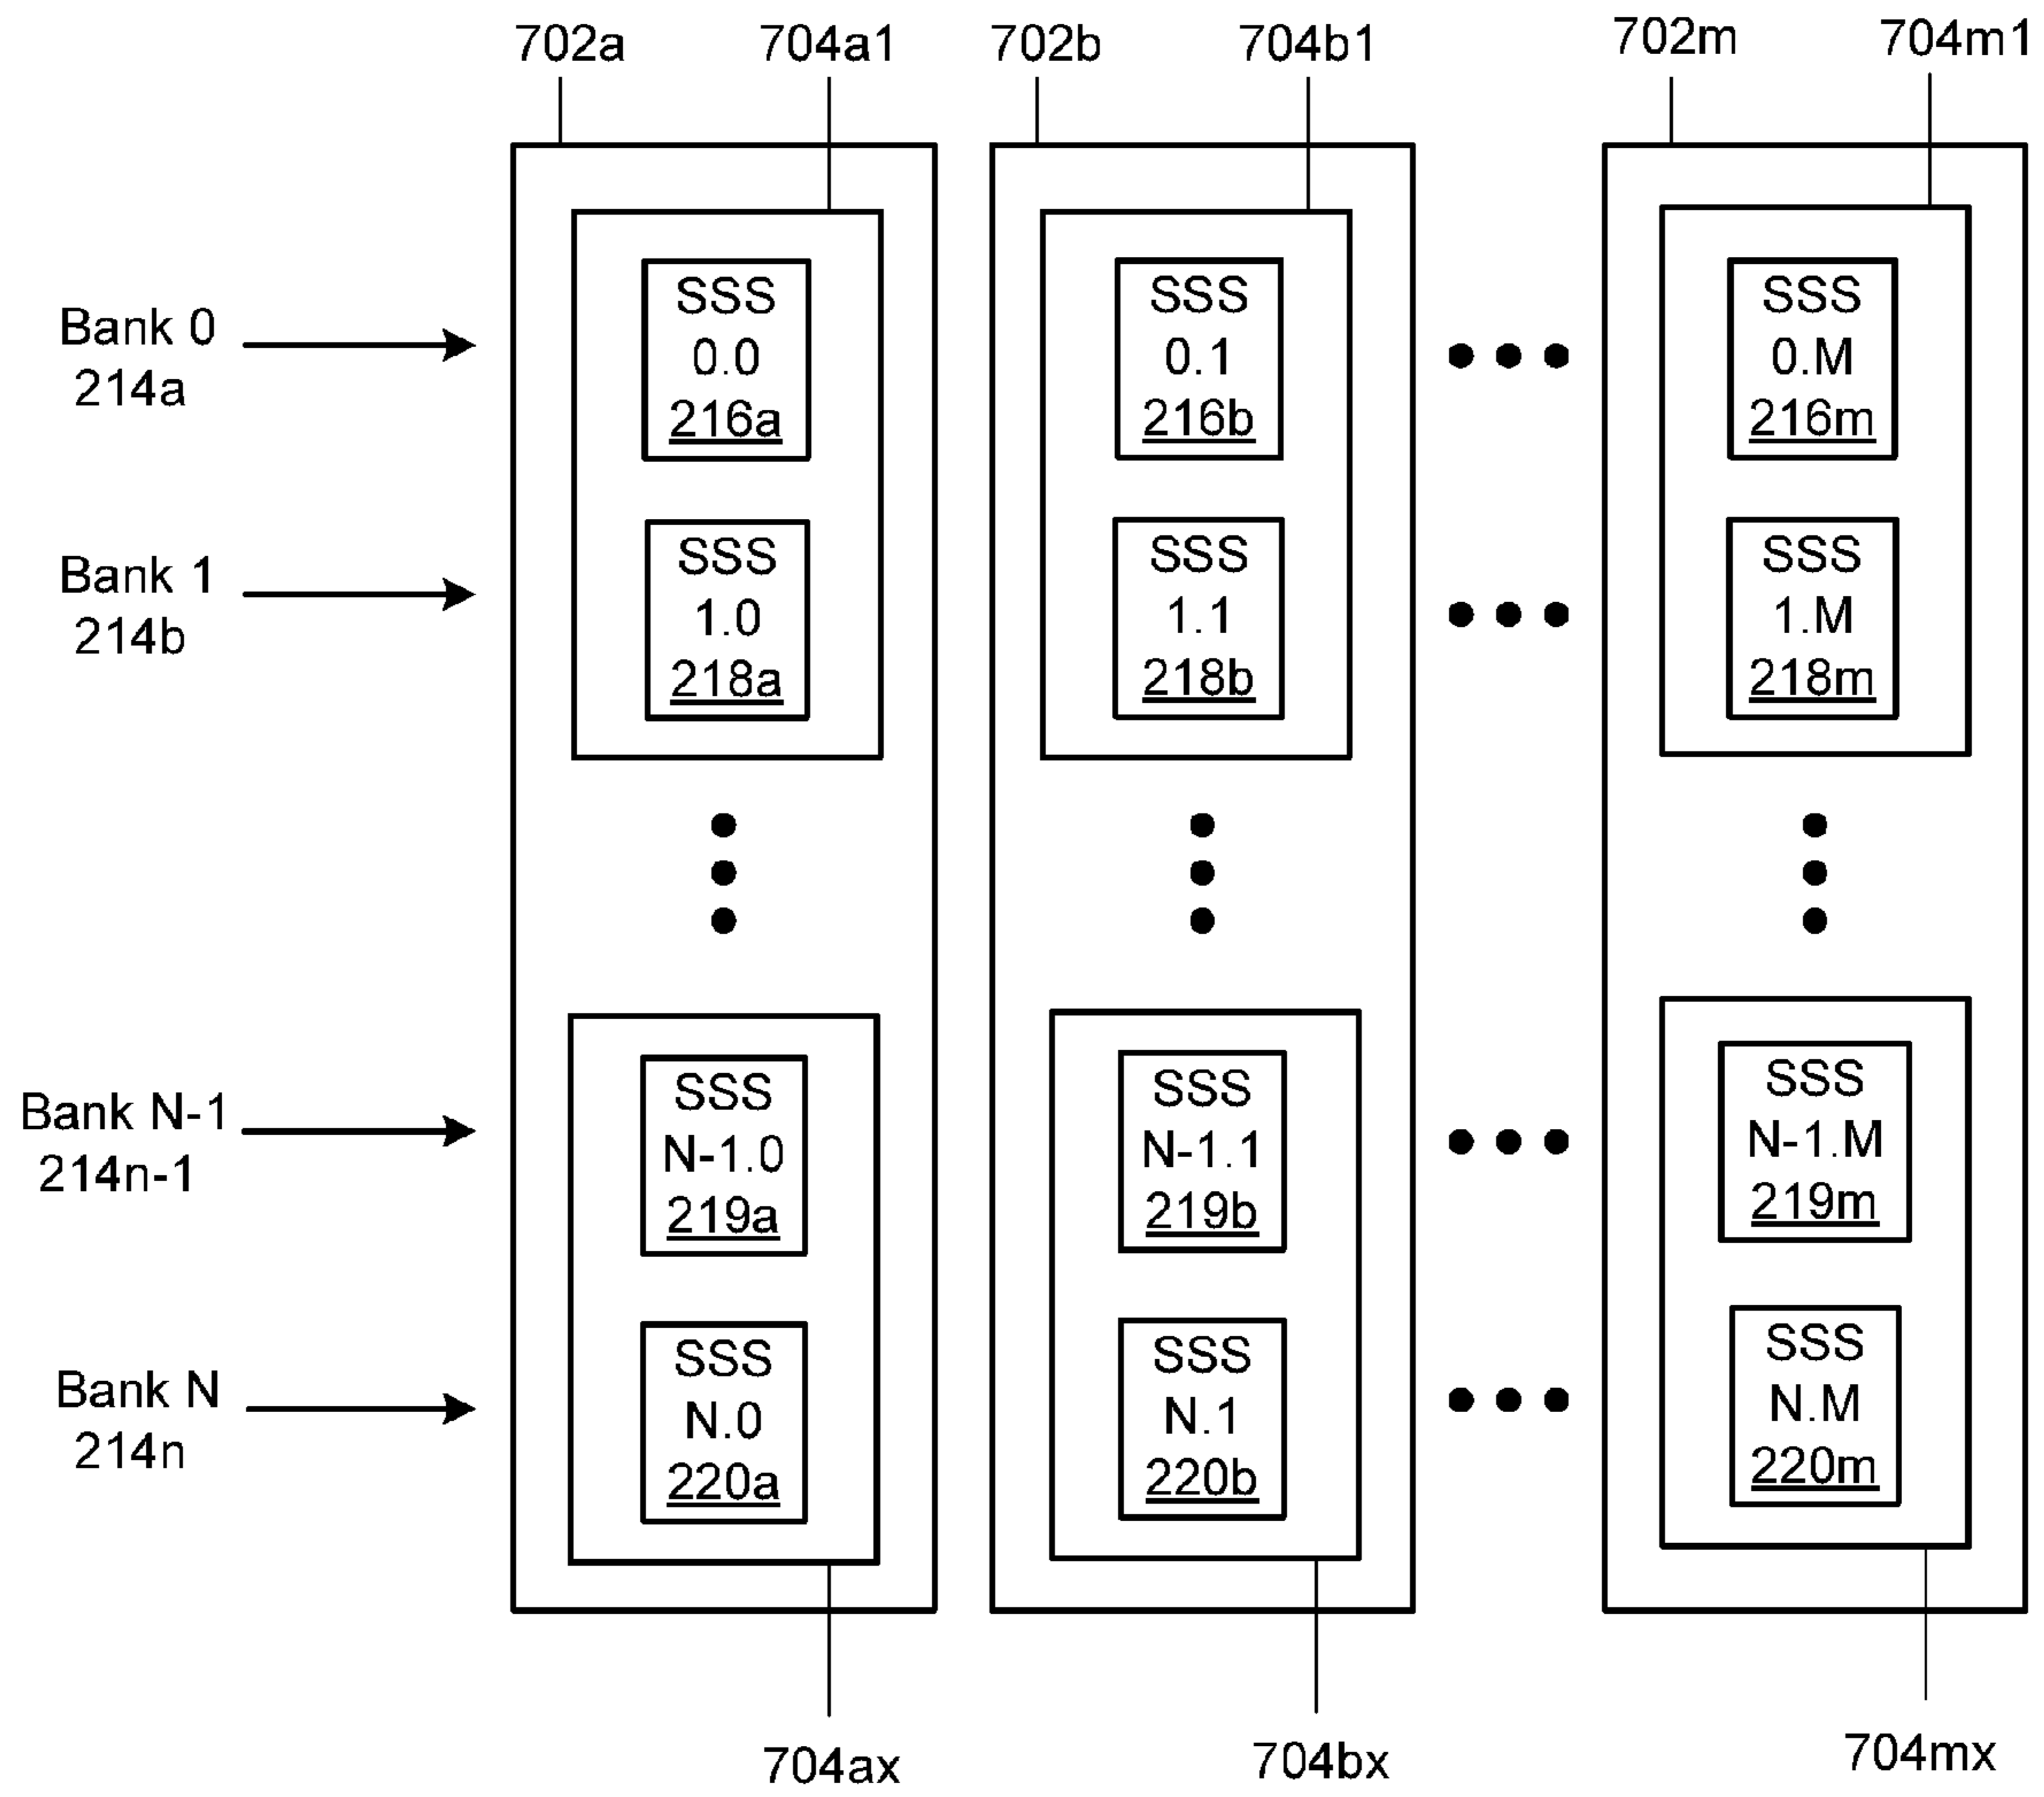 702a 704a1 702b 704b1 702m 704m1
Bank 0
214a
SSS
0.0
216a
SSS
0.1
216b
SSS
0.M
216m
Bank 1
214b
SSS
1.0
218a
SSS
1.1
218b
SSS
1.M
218m
Bank N-1
214n-1
SSS
N-1.0
219a
SSS
N-1.1
219b
SSS
N-1.M
219m
Bank N
214n
SSS
N.0
220a
SSS
N.1
220b
SSS
N.M
220m
704ax 704bx 704mx